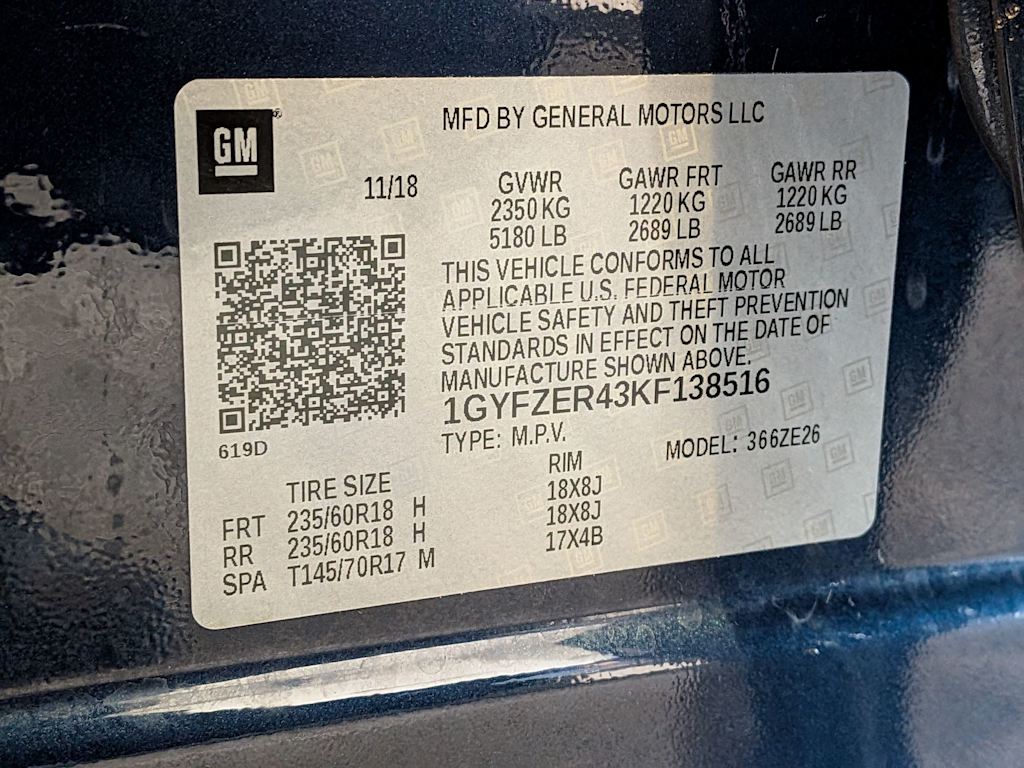 GM
MFD BY GENERAL MOTORS LLC
11/18
GVWR GAWR FRT GAWR RR
2350 KG 1220 KG 1220 KG
5180 LB 2689 LB 2689 LB
THIS VEHICLE CONFORMS TO ALL
APPLICABLE U.S. FEDERAL MOTOR
VEHICLE SAFETY AND THEFT PREVENTION
STANDARDS IN EFFECT ON THE DATE OF
MANUFACTURE SHOWN ABOVE.
1GYFZER43KF138516
619D
TYPE: M.P.V. MODEL: 366ZE26
TIRE SIZE RIM
FRT 235/60R18 H 18X8J
RR 235/60R18 H 18X8J
SPA T145/70R17 M 17X4B